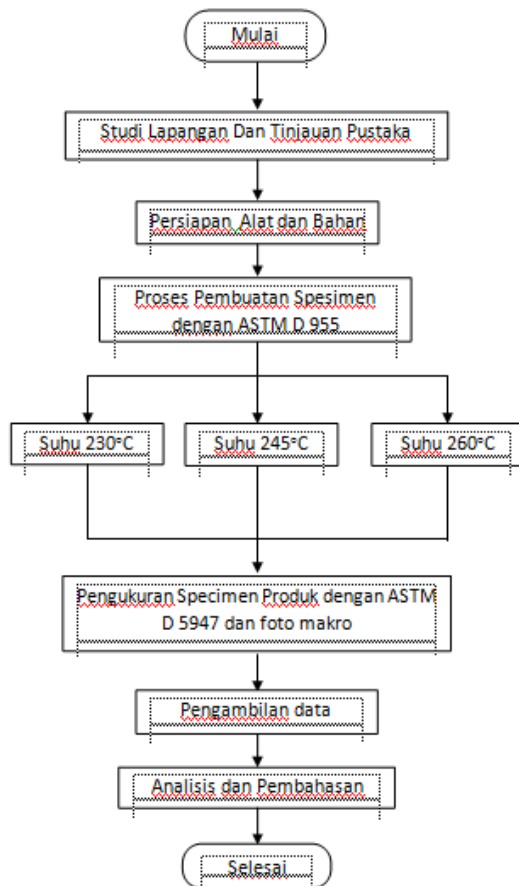 Mulai
Studi Lapangan Dan Tinjauan Pustaka
Persiapan Alat dan Bahan
Proses Pembuatan Spesimen
dengan ASTM D 955
Suhu 230°C
Suhu 245°C
Suhu 260°C
Pengukuran Specimen Produk dengan ASTM
D 5947 dan foto makro
Pengambilan data
Analisis dan Pembahasan
Selesai